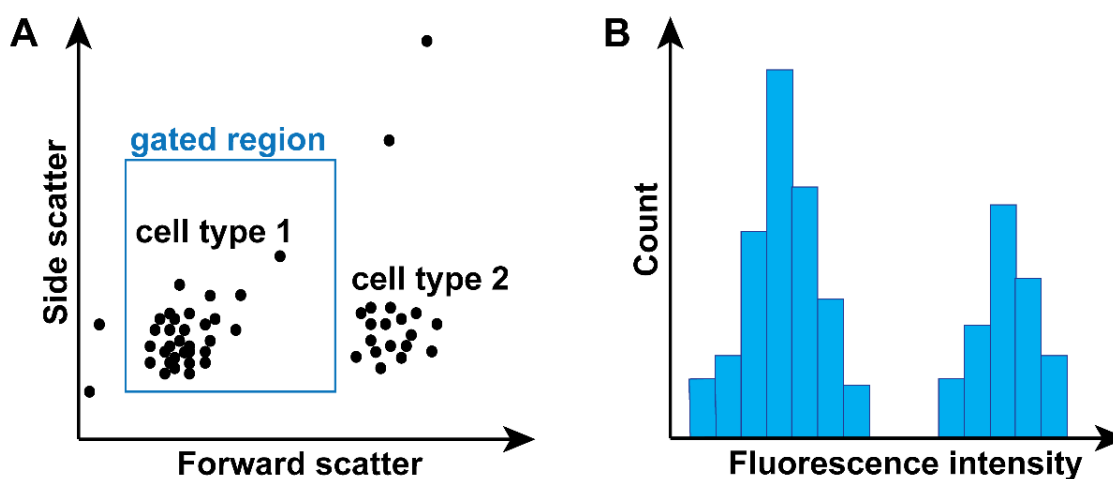 A
Side scatter
gated region
cell type 1
cell type 2
Forward scatter
B
Count
Fluorescence intensity